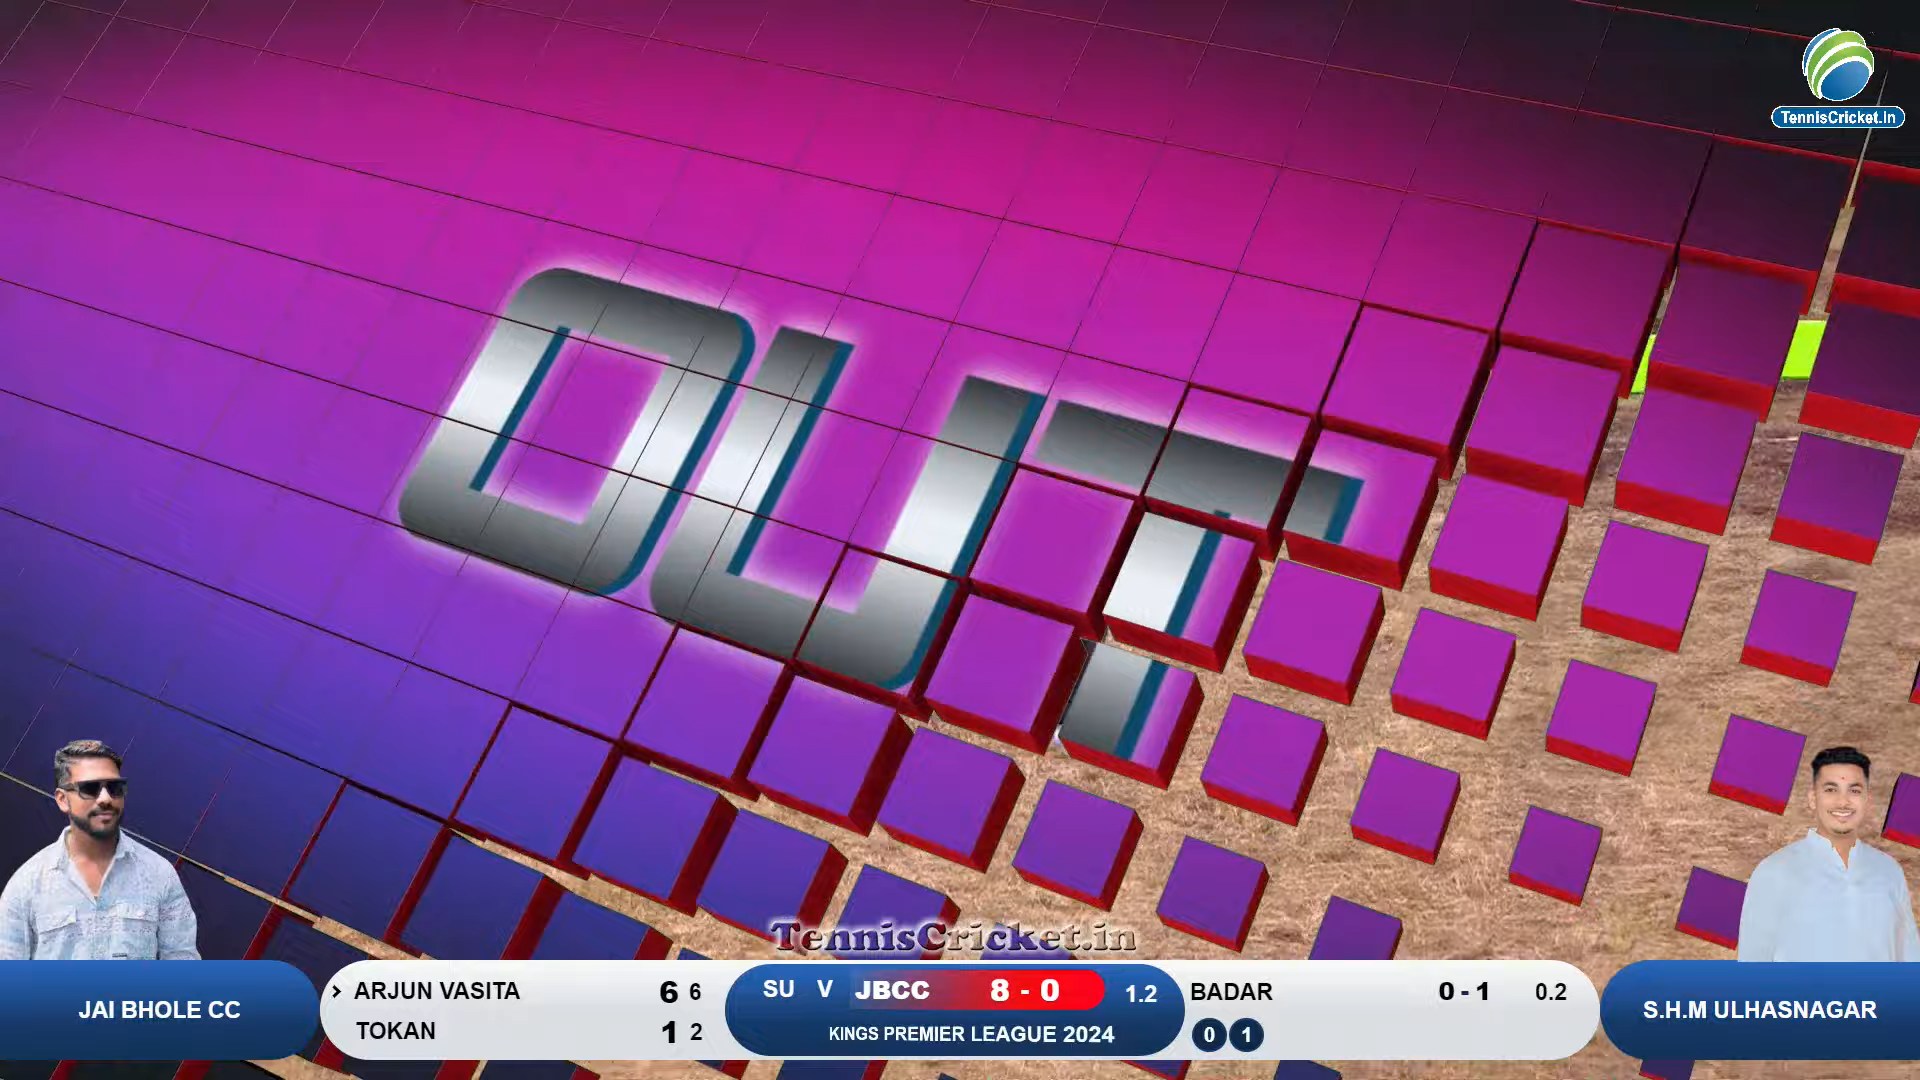 TennisCricket.in
OUT
TennisCricket.in
JAI BHOLE CC
ARJUN VASITA 6 6
TOKAN 1 2
SU V JBCC 8 - 0 1.2
KINGS PREMIER LEAGUE 2024
BADAR 0 - 1 0.2
0 1
S.H.M ULHASNAGAR